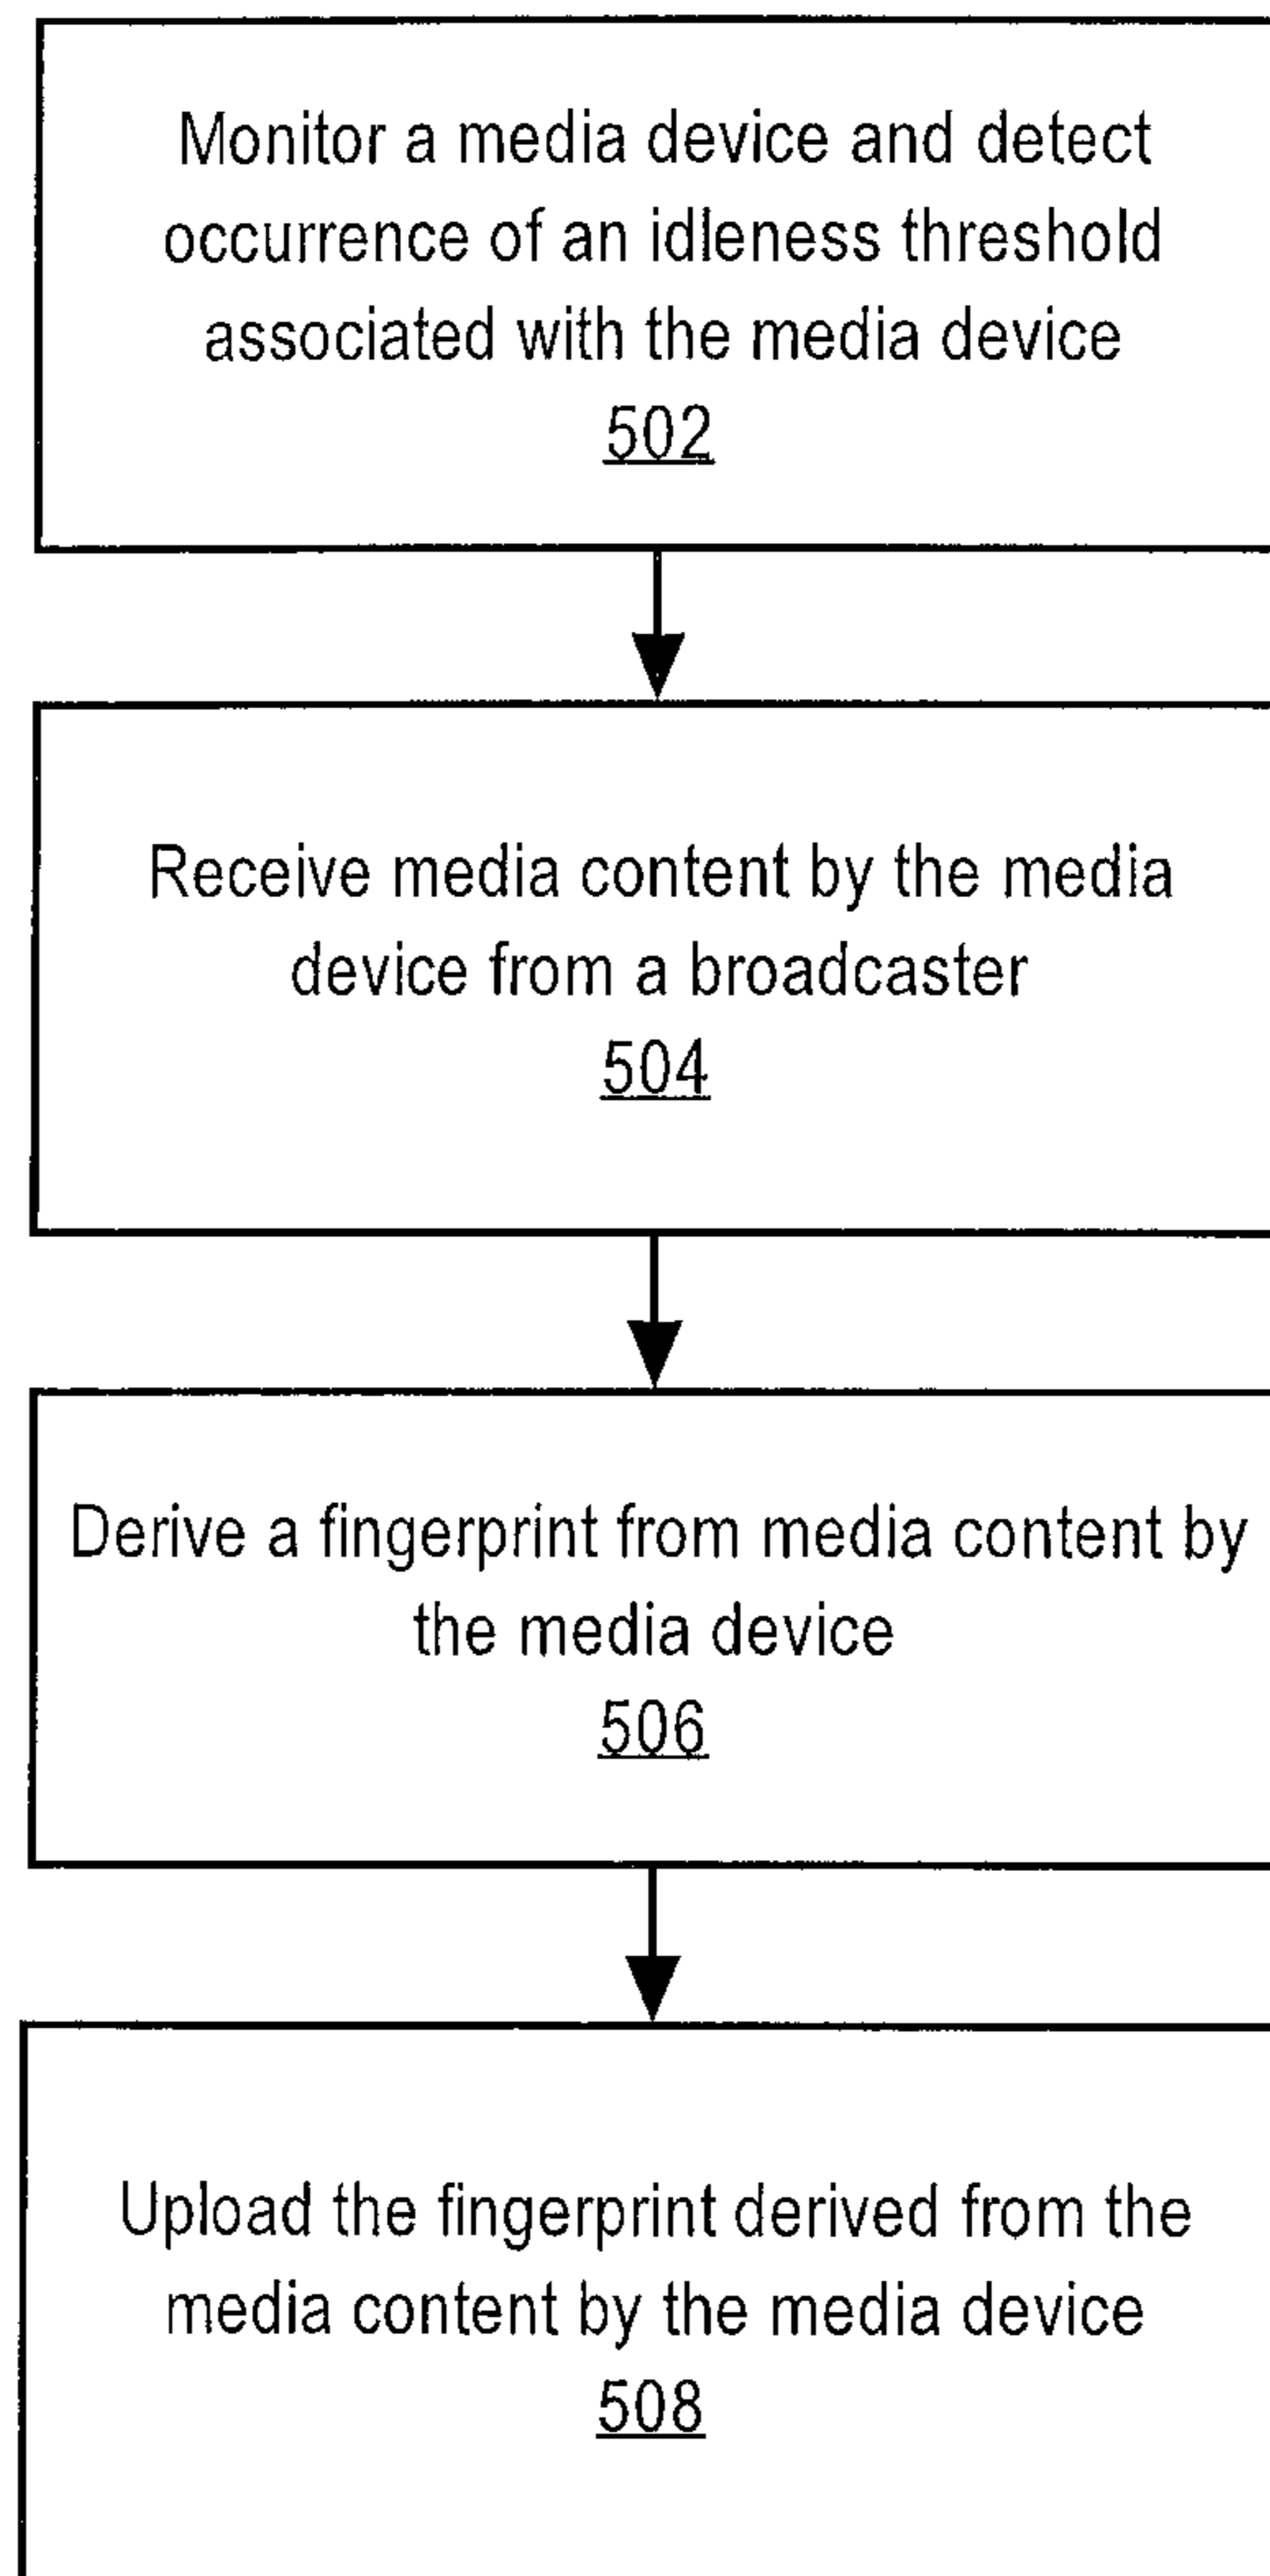 Monitor a media device and detect
occurrence of an idleness threshold
associated with the media device
502
Receive media content by the media
device from a broadcaster
504
Derive a fingerprint from media content by
the media device
506
Upload the fingerprint derived from the
media content by the media device
508